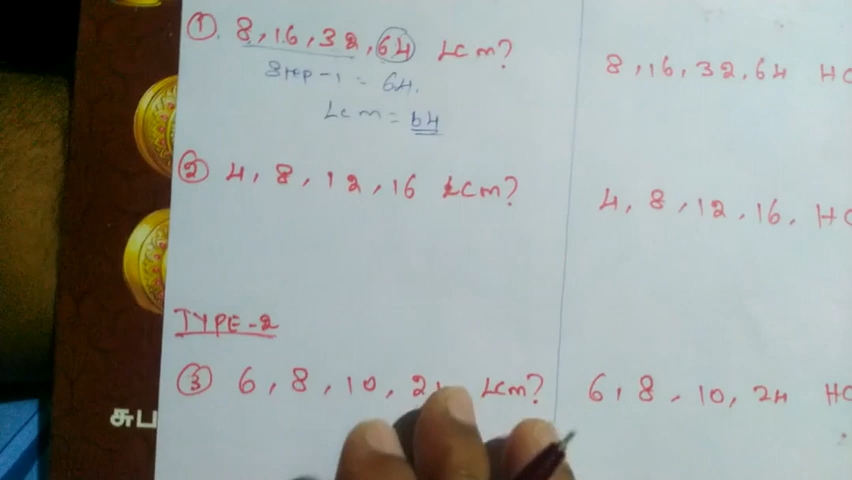 ① 8, 16, 32, 64 LCM?
Step-1 = 64.
LCM = 64
② 4, 8, 12, 16 LCM?
TYPE-2
③ 6, 8, 10, 2 LCM?
8, 16, 32, 64 HC
4, 8, 12, 16, HC
6, 8, 10, 24 HC
சுப